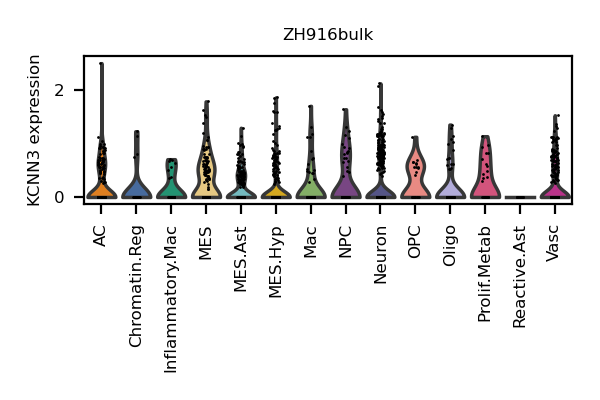 ZH916bulk
KCNN3 expression
2
0
AC
Chromatin.Reg
Inflammatory.Mac
MES
MES.Ast
MES.Hyp
Mac
NPC
Neuron
OPC
Oligo
Prolif.Metab
Reactive.Ast
Vasc